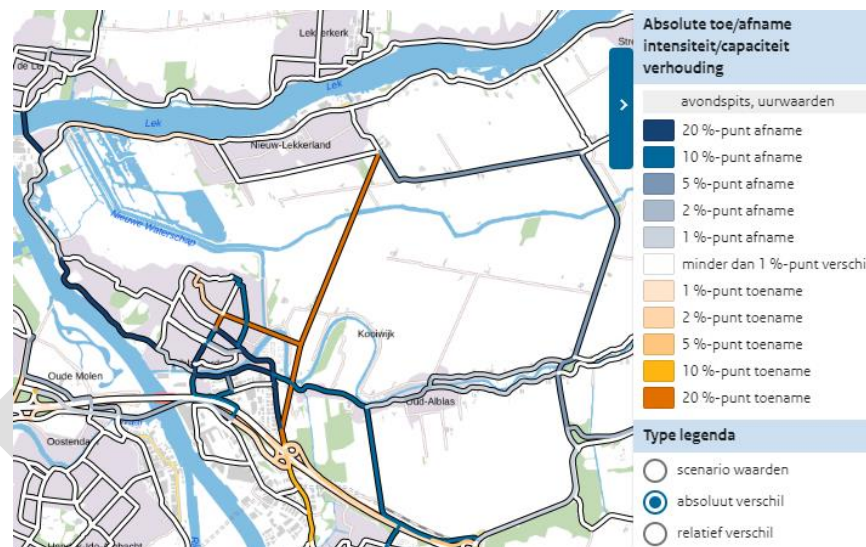 Lekkerkerk
Lek
Lek
Nieuw-Lekkerland
Nieuwe Waterschap
Kooiwijk
Oude Molen
Oud-Alblas
Absolute toe/afname
intensiteit/capaciteit
verhouding
avondspits, uurwaarden
20 %-punt afname
10 %-punt afname
5 %-punt afname
2 %-punt afname
1 %-punt afname
minder dan 1 %-punt verschi
1 %-punt toename
2 %-punt toename
5 %-punt toename
10 %-punt toename
20 %-punt toename
Type legenda
scenario waarden
absoluut verschil
relatief verschil